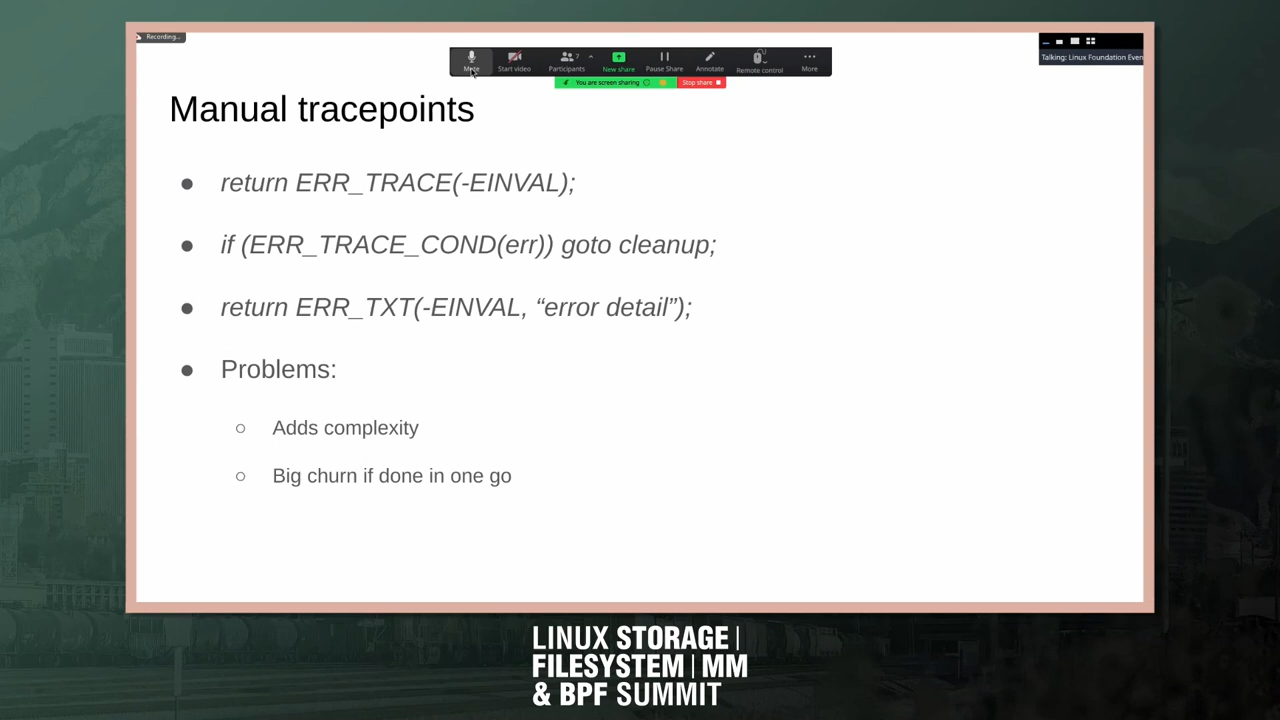 Recording...
Mute
Start video
Participants
7
New share
Pause Share
Annotate
Remote control
More
You are screen sharing
Stop share
Talking: Linux Foundation Even
Manual tracepoints
● return ERR_TRACE(-EINVAL);
● if (ERR_TRACE_COND(err)) goto cleanup;
● return ERR_TXT(-EINVAL, “error detail”);
● Problems:
○ Adds complexity
○ Big churn if done in one go
LINUX STORAGE |
FILESYSTEM | MM
& BPF SUMMIT